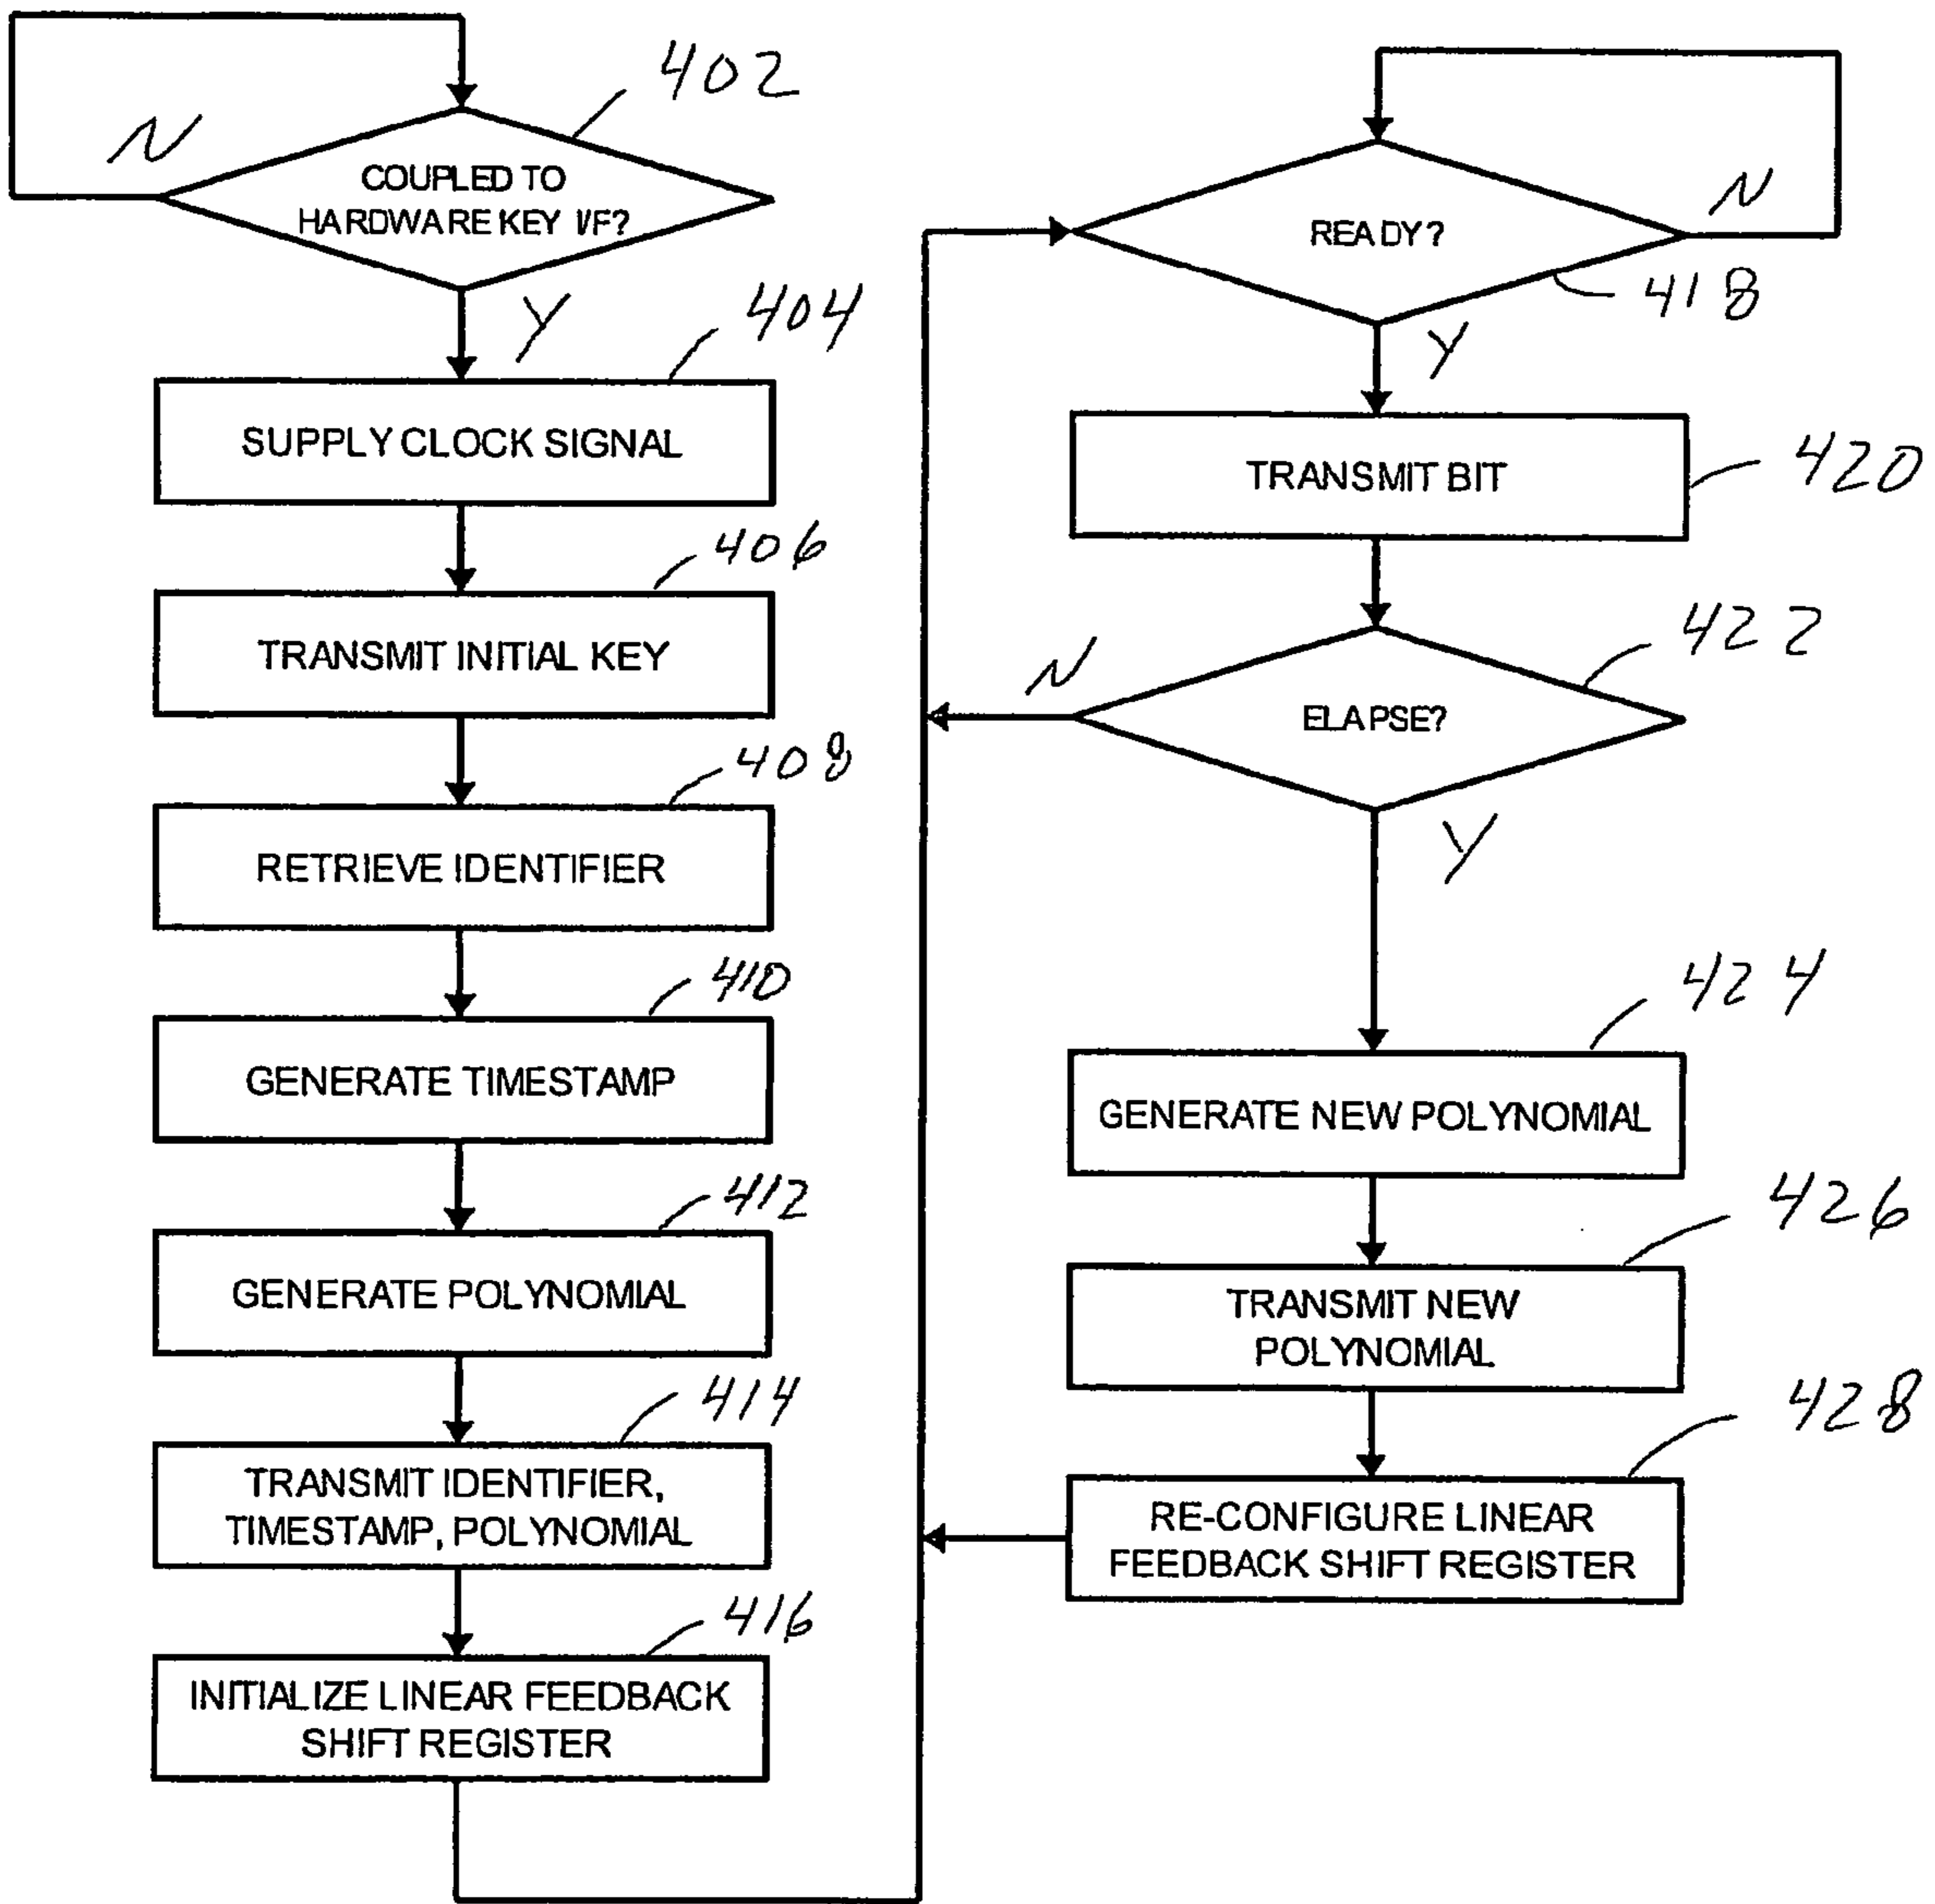 402
N
COUPLED TO
HARDWARE KEY I/F?
Y
404
SUPPLY CLOCK SIGNAL
406
TRANSMIT INITIAL KEY
408
RETRIEVE IDENTIFIER
410
GENERATE TIMESTAMP
412
GENERATE POLYNOMIAL
414
TRANSMIT IDENTIFIER,
TIMESTAMP, POLYNOMIAL
416
INITIALIZE LINEAR FEEDBACK
SHIFT REGISTER
N
READY?
418
Y
420
TRANSMIT BIT
422
N
ELAPSE?
Y
424
GENERATE NEW POLYNOMIAL
426
TRANSMIT NEW
POLYNOMIAL
428
RE-CONFIGURE LINEAR
FEEDBACK SHIFT REGISTER